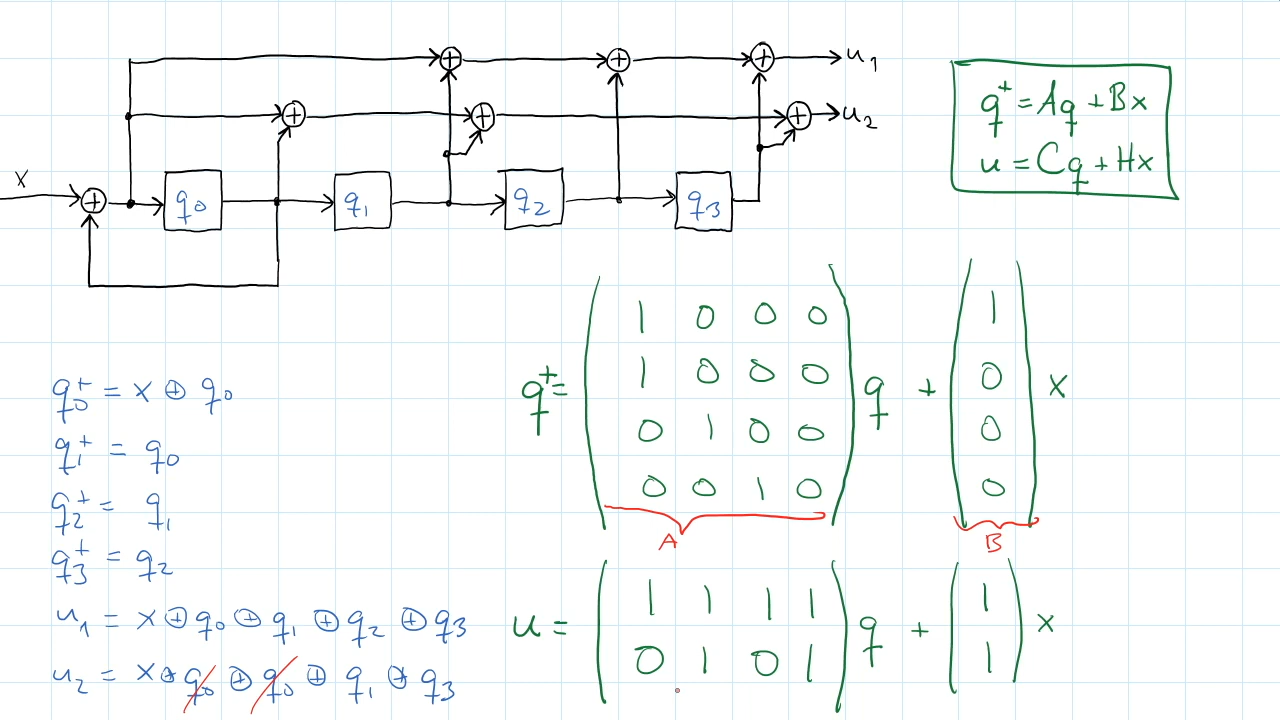 x
q0 q1 q2 q3
u1
u2
q⁺ = Aq + Bx
u = Cq + Hx
q0⁺ = x ⊕ q0
q1⁺ = q0
q2⁺ = q1
q3⁺ = q2
u1 = x ⊕ q0 ⊕ q1 ⊕ q2 ⊕ q3
u2 = x ⊕ q0 ⊕ q0 ⊕ q1 ⊕ q3
q⁺ = ( 1 0 0 0 ) q + ( 1 ) x
1 0 0 0 0
0 1 0 0 0
0 0 1 0 0
A B
u = ( 1 1 1 1 ) q + ( 1 ) x
0 1 0 1 1